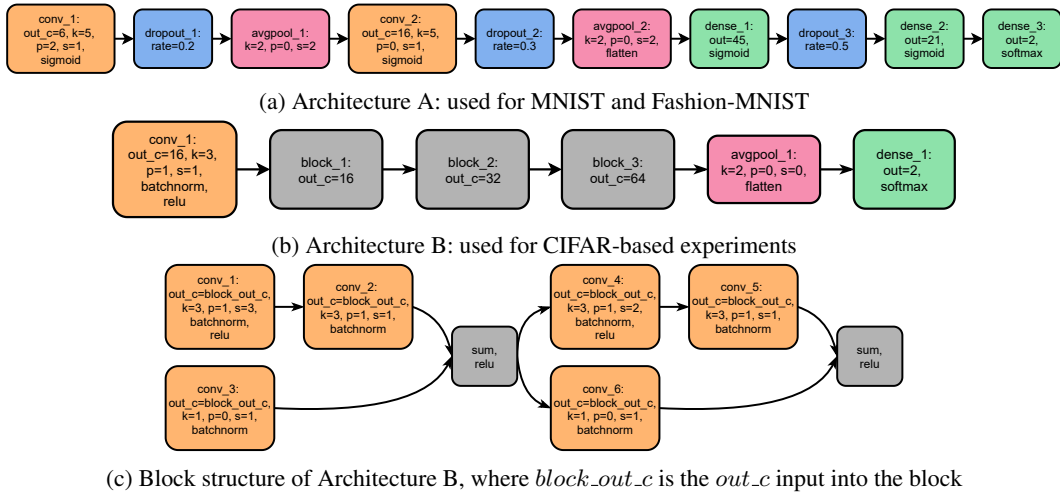 conv_1:
out_c=6, k=5,
p=2, s=1,
sigmoid
dropout_1:
rate=0.2
avgpool_1:
k=2, p=0, s=2
conv_2:
out_c=16, k=5,
p=0, s=1,
sigmoid
dropout_2:
rate=0.3
avgpool_2:
k=2, p=0, s=2,
flatten
dense_1:
out=45,
sigmoid
dropout_3:
rate=0.5
dense_2:
out=21,
sigmoid
dense_3:
out=2,
softmax
(a) Architecture A: used for MNIST and Fashion-MNIST
conv_1:
out_c=16, k=3,
p=1, s=1,
batchnorm,
relu
block_1:
out_c=16
block_2:
out_c=32
block_3:
out_c=64
avgpool_1:
k=2, p=0, s=0,
flatten
dense_1:
out=2,
softmax
(b) Architecture B: used for CIFAR-based experiments
conv_1:
out_c=block_out_c,
k=3, p=1, s=3,
batchnorm,
relu
conv_2:
out_c=block_out_c,
k=3, p=1, s=1,
batchnorm
conv_3:
out_c=block_out_c,
k=1, p=0, s=1,
batchnorm
sum,
relu
conv_4:
out_c=block_out_c,
k=3, p=1, s=2,
batchnorm,
relu
conv_5:
out_c=block_out_c,
k=3, p=1, s=1,
batchnorm
conv_6:
out_c=block_out_c,
k=1, p=0, s=1,
batchnorm
sum,
relu
(c) Block structure of Architecture B, where block_out_c is the out_c input into the block